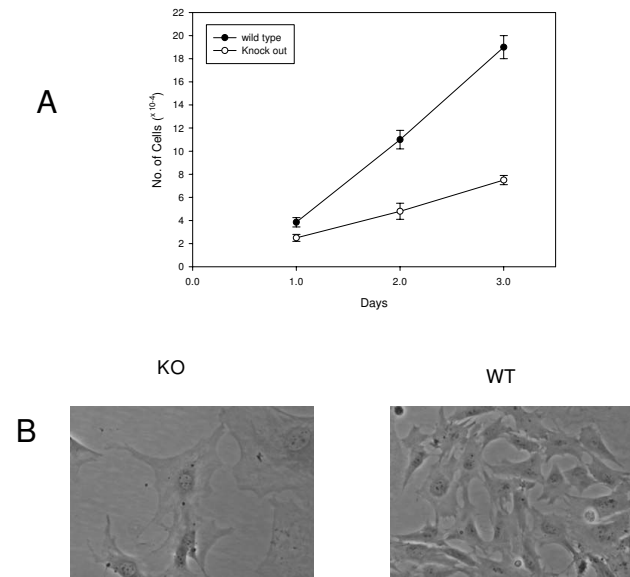 A
No. of Cells (x 10-4)
22
20
18
16
14
12
10
8
6
4
2
0
wild type
Knock out
0.0 1.0 2.0 3.0
Days
B
KO
WT